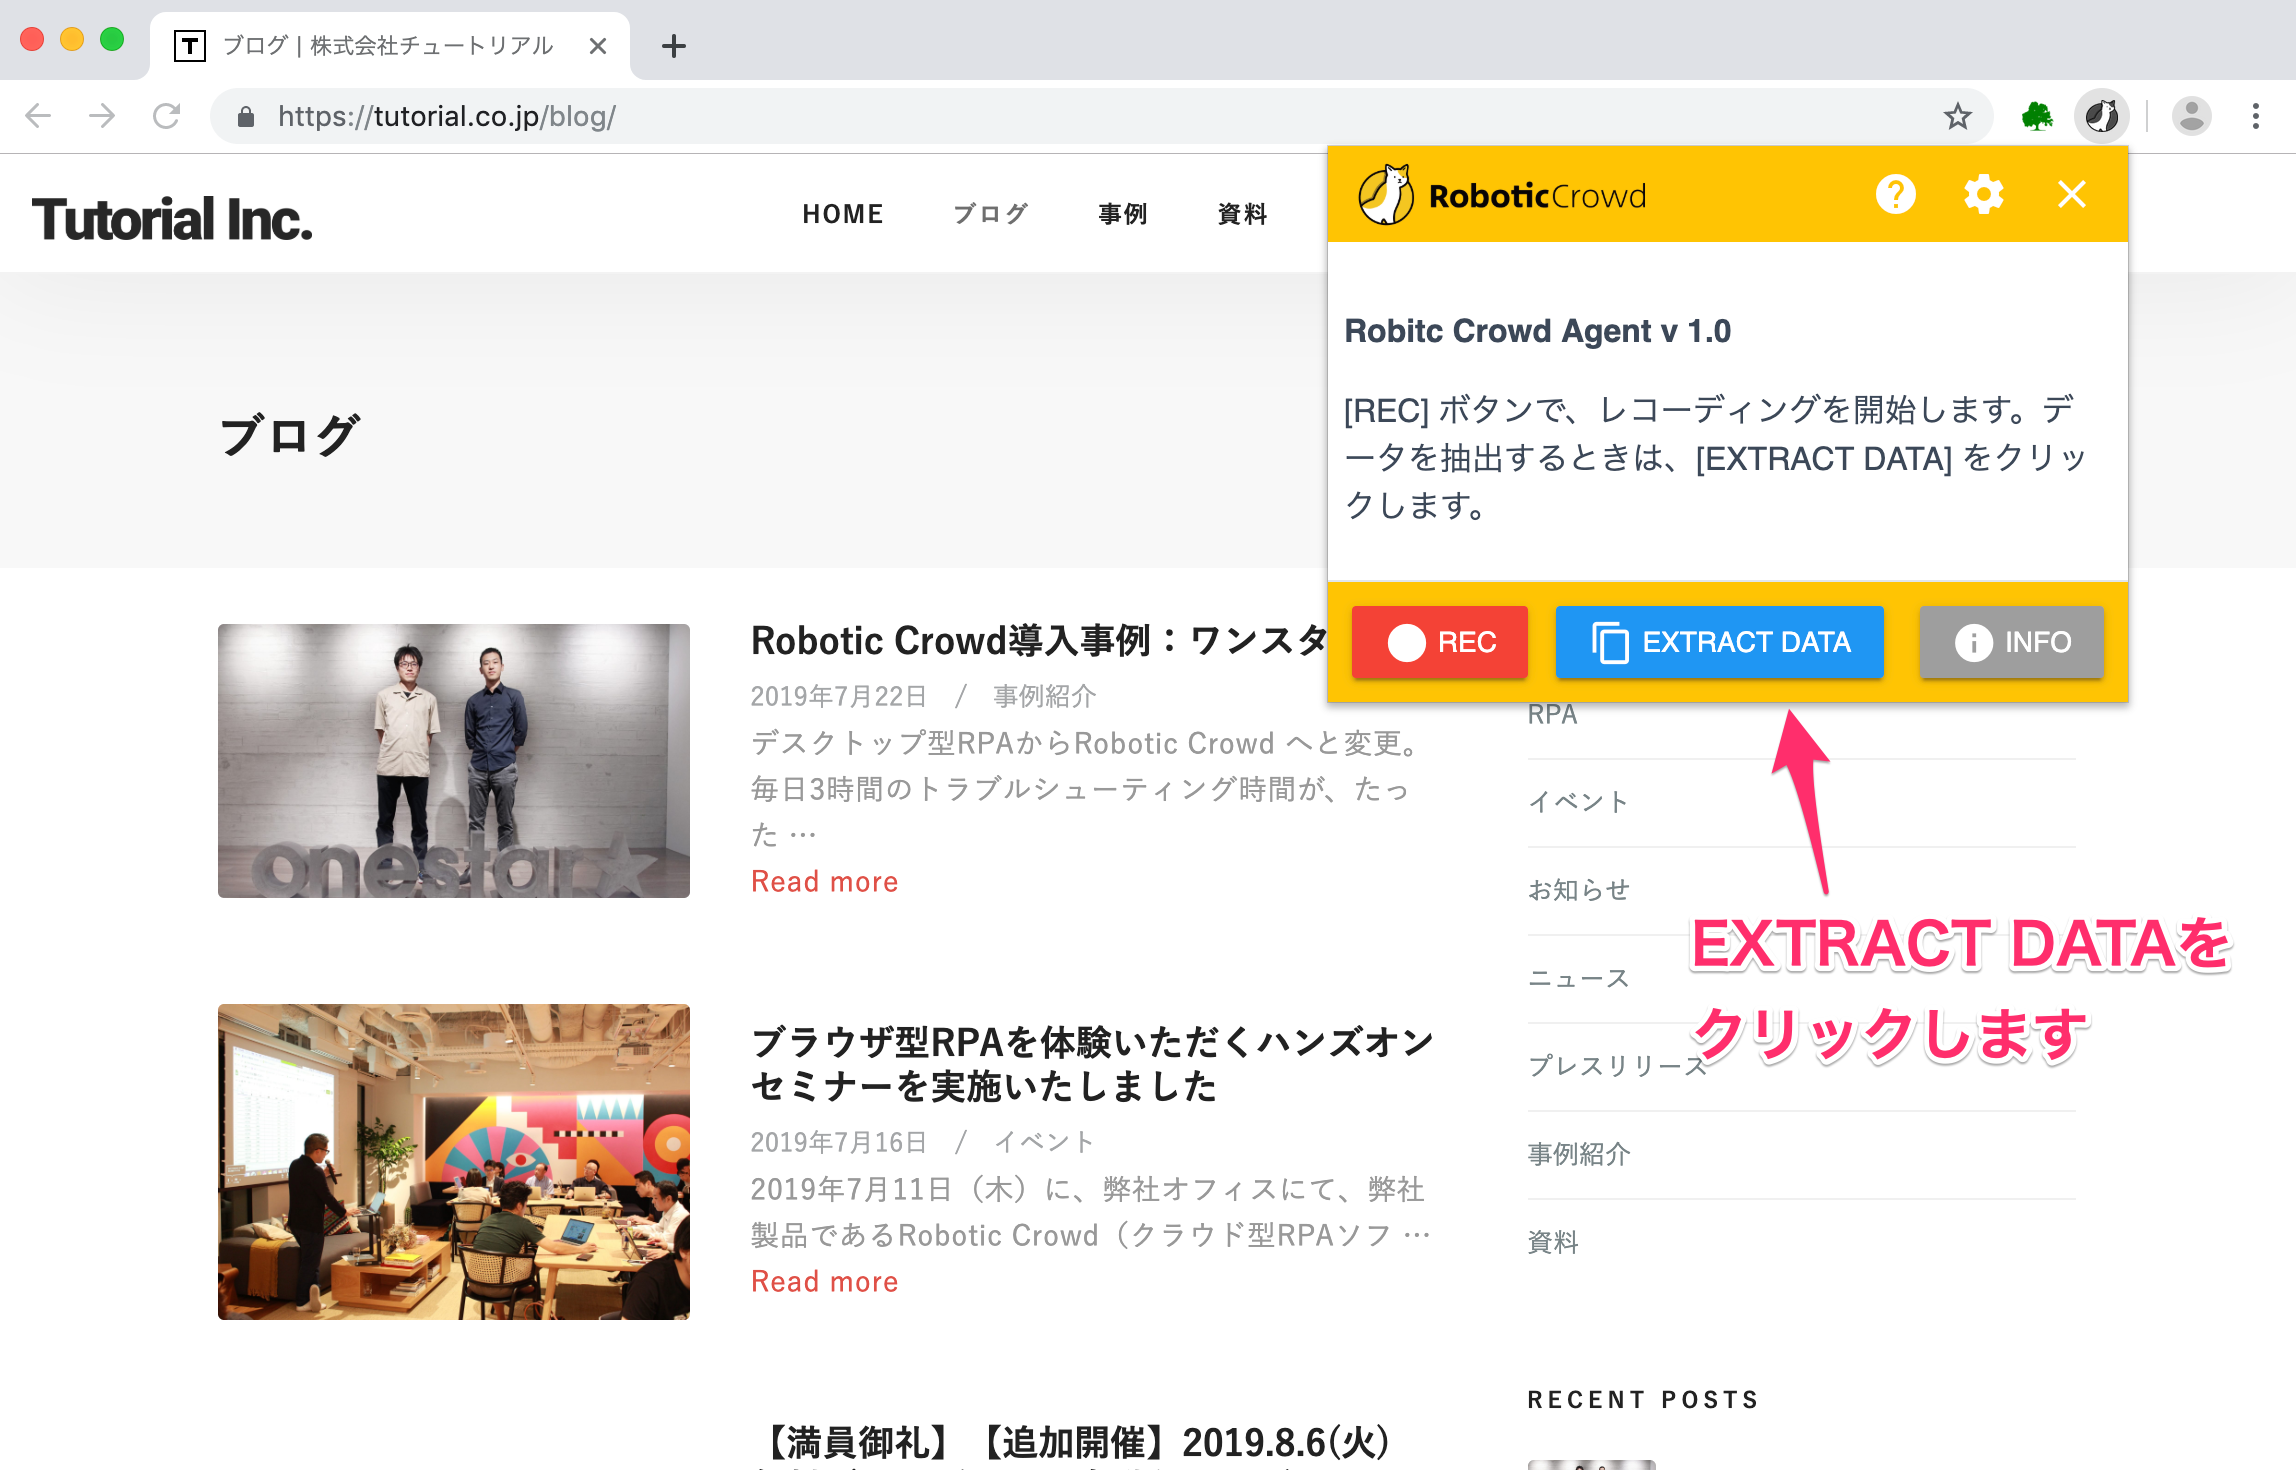 ブログ | 株式会社チュートリアル
https://tutorial.co.jp/blog/
Tutorial Inc.
HOME
ブログ
事例
資料
RoboticCrowd
Robitc Crowd Agent v 1.0
[REC] ボタンで、レコーディングを開始します。デ
ータを抽出するときは、[EXTRACT DATA] をクリッ
クします。
REC
EXTRACT DATA
INFO
ブログ
Robotic Crowd導入事例：ワンスタ
2019年7月22日 / 事例紹介
デスクトップ型RPAからRobotic Crowd へと変更。
毎日3時間のトラブルシューティング時間が、たっ
た …
Read more
onestar
ブラウザ型RPAを体験いただくハンズオン
セミナーを実施いたしました
2019年7月16日 / イベント
2019年7月11日（木）に、弊社オフィスにて、弊社
製品であるRobotic Crowd（クラウド型RPAソフ …
Read more
【満員御礼】【追加開催】2019.8.6(火)
RPA
イベント
お知らせ
ニュース
プレスリリース
事例紹介
資料
EXTRACT DATAを
クリックします
RECENT POSTS